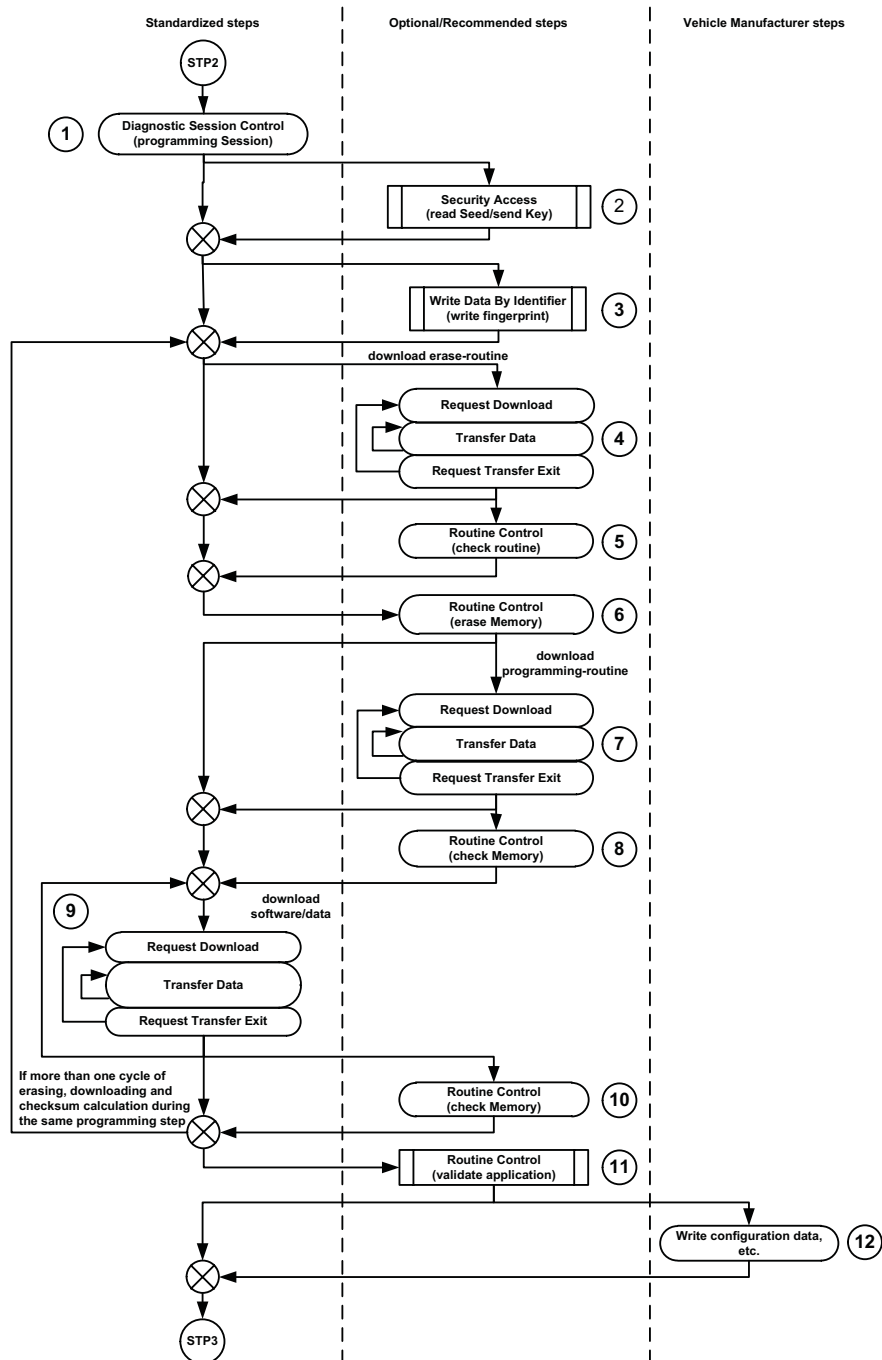 Standardized steps
Optional/Recommended steps
Vehicle Manufacturer steps
STP2
1
Diagnostic Session Control
(programming Session)
Security Access
(read Seed/send Key)
2
Write Data By Identifier
(write fingerprint)
3
download erase-routine
Request Download
Transfer Data
Request Transfer Exit
4
Routine Control
(check routine)
5
Routine Control
(erase Memory)
6
download
programming-routine
Request Download
Transfer Data
Request Transfer Exit
7
Routine Control
(check Memory)
8
9
download
software/data
Request Download
Transfer Data
Request Transfer Exit
If more than one cycle of
erasing, downloading and
checksum calculation during
the same programming step
Routine Control
(check Memory)
10
Routine Control
(validate application)
11
Write configuration data,
etc.
12
STP3